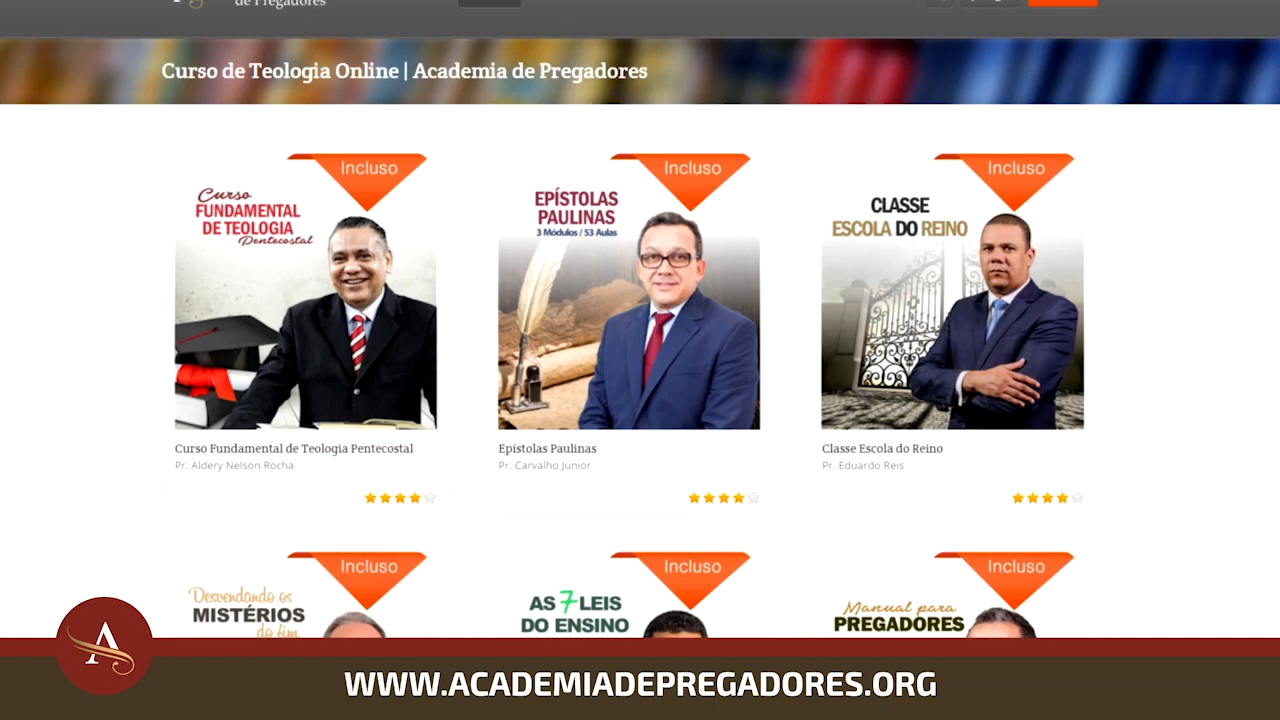 de Pregadores
Curso de Teologia Online | Academia de Pregadores
Incluso
Curso
FUNDAMENTAL
DE TEOLOGIA
Pentecostal
Incluso
EPÍSTOLAS
PAULINAS
3 Módulos / 53 Aulas
Incluso
CLASSE
ESCOLA DO REINO
Curso Fundamental de Teologia Pentecostal
Pr. Aldery Nelson Rocha
Epístolas Paulinas
Pr. Carvalho Junior
Classe Escola do Reino
Pr. Eduardo Reis
Incluso
Desvendando os
MISTÉRIOS
do fim
Incluso
AS 7 LEIS
DO ENSINO
Incluso
Manual para
PREGADORES
A
WWW.ACADEMIADEPREGADORES.ORG